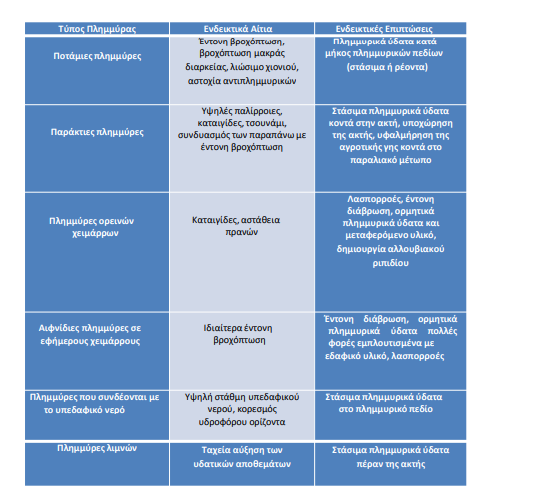 Τύπος Πλημμύρας
Ενδεικτικά Αίτια
Ενδεικτικές Επιπτώσεις
Ποτάμιες πλημμύρες
Έντονη βροχόπτωση,
βροχόπτωση μακράς
διαρκείας, λιώσιμο χιονιού,
αστοχία αντιπλημμυρικών
Πλημμυρικά ύδατα κατά
μήκος πλημμυρικών πεδίων
(στάσιμα ή ρέοντα)
Παράκτιες πλημμύρες
Υψηλές παλίρροιες,
καταιγίδες, τσουνάμι,
συνδυασμός των παραπάνω με
έντονη βροχόπτωση
Στάσιμα πλημμυρικά ύδατα
κοντά στην ακτή, υποχώρηση
της ακτής, υφαλμήρηση της
αγροτικής γης κοντά στο
παραλιακό μέτωπο
Πλημμύρες ορεινών
χειμάρρων
Καταιγίδες, αστάθεια
πρανών
Λασπορροές, έντονη
διάβρωση, ορμητικά
πλημμυρικά ύδατα και
μεταφερόμενο υλικό,
δημιουργία αλλουβιακού
ριπιδίου
Αιφνίδιες πλημμύρες σε
εφήμερους χειμάρρους
Ιδιαίτερα έντονη
βροχόπτωση
Έντονη διάβρωση, ορμητικά
πλημμυρικά ύδατα πολλές
φορές εμπλουτισμένα με
εδαφικό υλικό, λασπορροές
Πλημμύρες που συνδέονται με
το υπεδαφικό νερό
Υψηλή στάθμη υπεδαφικού
νερού, κορεσμός
υδροφόρου ορίζοντα
Στάσιμα πλημμυρικά ύδατα
στο πλημμυρικό πεδίο
Πλημμύρες λιμνών
Ταχεία αύξηση των
υδατικών αποθεμάτων
Στάσιμα πλημμυρικά ύδατα
πέραν της ακτής